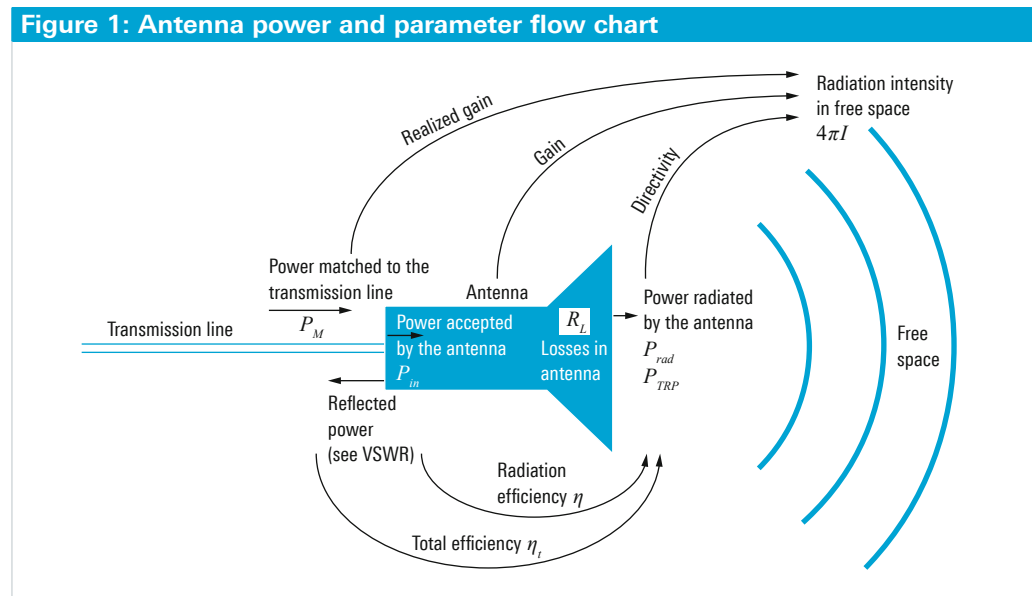 Figure 1: Antenna power and parameter flow chart
Radiation intensity
in free space
4πI
Realized gain
Gain
Directivity
Power matched to the
transmission line
P_M
Antenna
Transmission line
Power accepted
by the antenna
P_in
R_L
Losses in
antenna
Power radiated
by the antenna
P_rad
P_TRP
Free
space
Reflected
power
(see VSWR)
Radiation
efficiency η
Total efficiency η_t